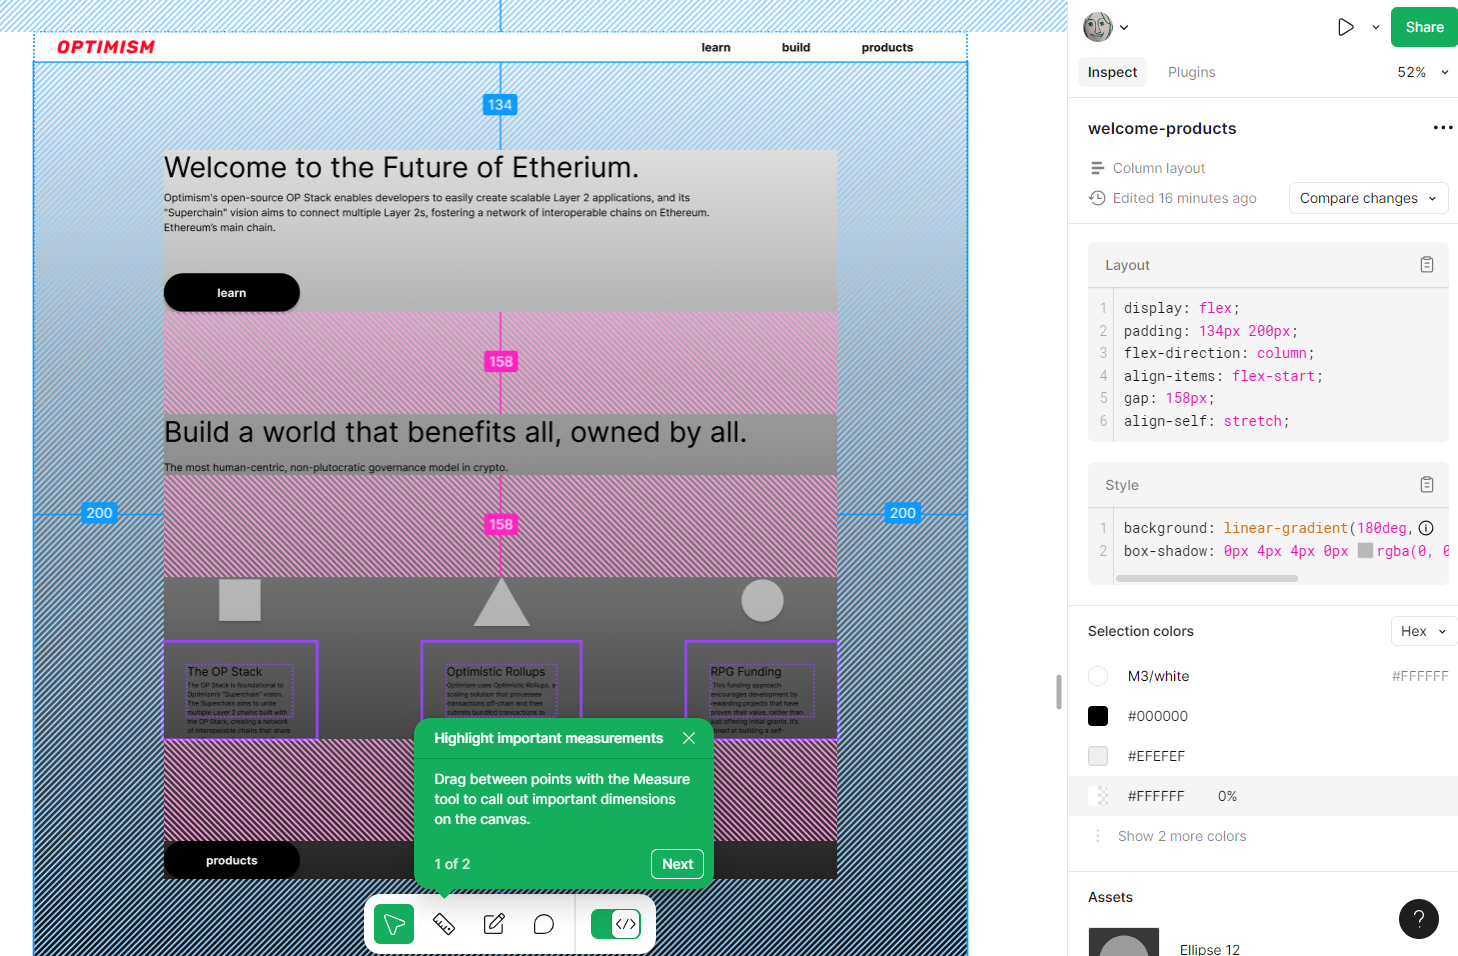 OPTIMISM
learn
build
products
134
Welcome to the Future of Etherium.
Optimism's open-source OP Stack enables developers to easily create scalable Layer 2 applications, and its
"Superchain" vision aims to connect multiple Layer 2s, fostering a network of interoperable chains on Ethereum.
Ethereum's main chain.
learn
158
Build a world that benefits all, owned by all.
The most human-centric, non-plutocratic governance model in crypto.
200
158
200
The OP Stack
The OP Stack is foundational to
Optimism's "Superchain" vision.
The Superchain aims to unite
multiple Layer 2 chains built with
the OP Stack, creating a network
of interoperable chains that share
Optimistic Rollups
Optimism uses Optimistic Rollups, a
scaling solution that processes
transactions off-chain and then
submits bundled transactions to
RPG Funding
This funding approach
encourages development by
rewarding projects that have
proven their value, rather than
just offering initial grants. It's
aimed at building a self-
Highlight important measurements
Drag between points with the Measure
tool to call out important dimensions
on the canvas.
1 of 2
Next
products
Share
Inspect
Plugins
52%
welcome-products
Column layout
Edited 16 minutes ago
Compare changes
Layout
1 display: flex;
2 padding: 134px 200px;
3 flex-direction: column;
4 align-items: flex-start;
5 gap: 158px;
6 align-self: stretch;
Style
1 background: linear-gradient(180deg,
2 box-shadow: 0px 4px 4px 0px rgba(0, 0
Selection colors
Hex
M3/white
#FFFFFF
#000000
#EFEFEF
#FFFFFF 0%
Show 2 more colors
Assets
Ellipse 12
?